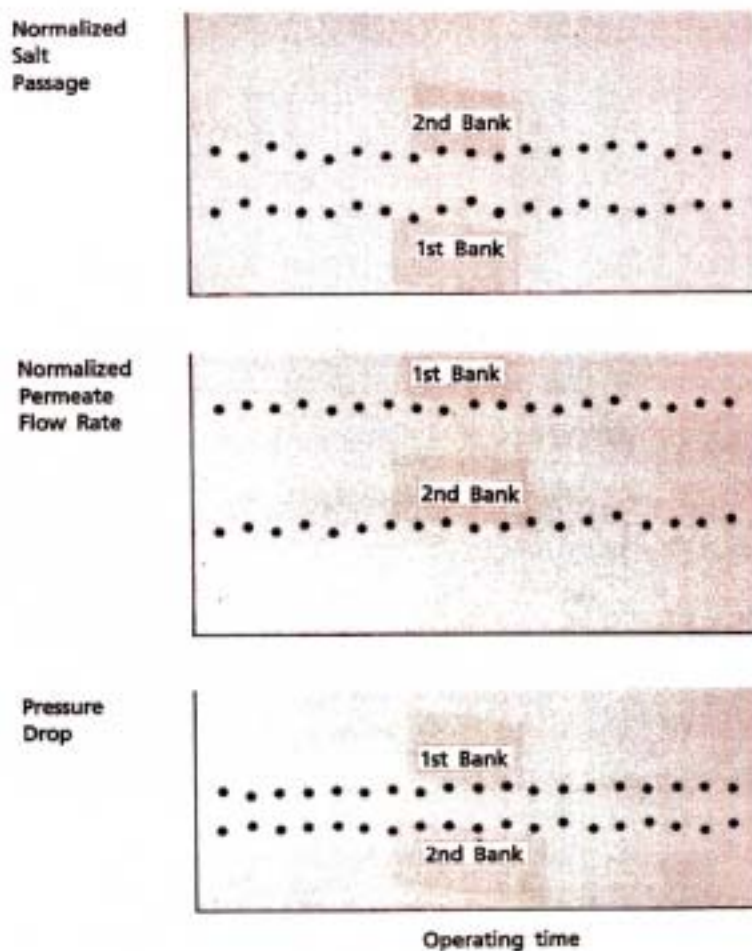 Normalized
Salt
Passage
2nd Bank
1st Bank
Normalized
Permeate
Flow Rate
1st Bank
2nd Bank
Pressure
Drop
1st Bank
2nd Bank
Operating time